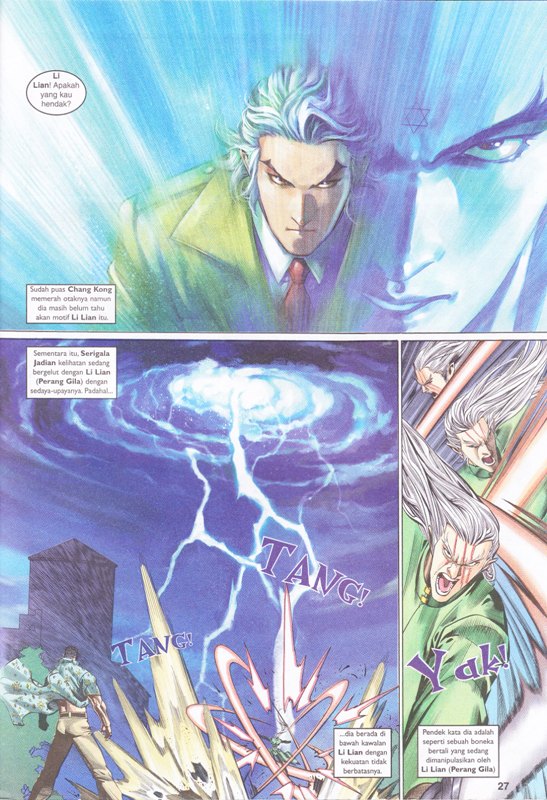 Li
Lian! Apakah
yang kau
hendak?
Sudah puas Chang Kong
memerah otaknya namun
dia masih belum tahu
akan motif Li Lian itu.
Sementara itu, Serigala
Jadian kelihatan sedang
bergelut dengan Li Lian
(Perang Gila) dengan
sedaya-upayanya. Padahal...
TANG!
TANG!
...dia berada di
bawah kawalan
Li Lian dengan
kekuatan tidak
berbatasnya.
Yak!
Pendek kata dia adalah
seperti sebuah boneka
bertali yang sedang
dimanipulasikan oleh
Li Lian (Perang Gila)
27